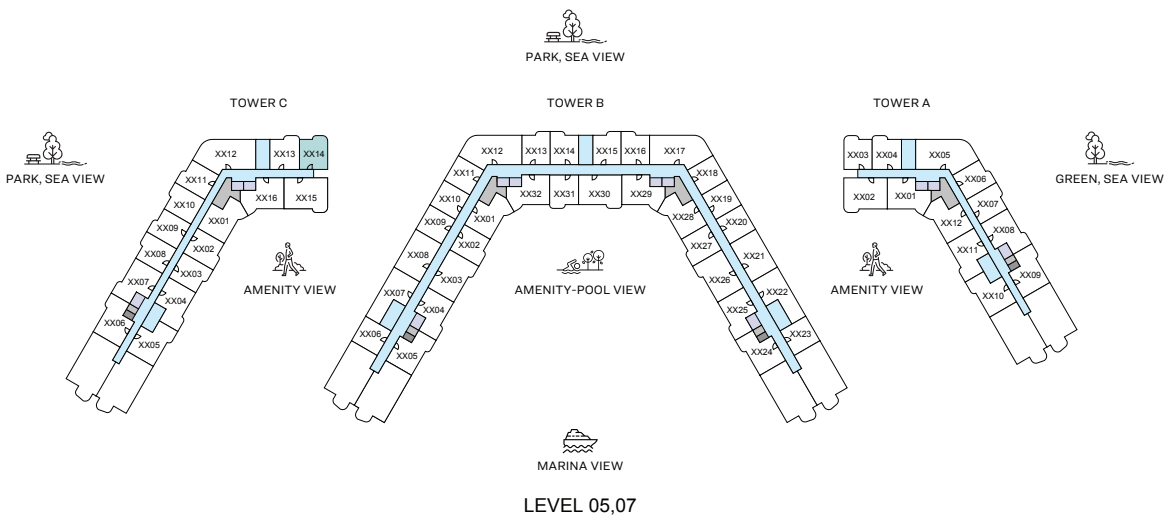 PARK, SEA VIEW
TOWER C
TOWER B
TOWER A
PARK, SEA VIEW
GREEN, SEA VIEW
XX12
XX13
XX14
XX11
XX10
XX09
XX08
XX07
XX06
XX01
XX16
XX15
XX02
XX03
XX04
XX05
AMENITY VIEW
XX12
XX13
XX14
XX15
XX16
XX17
XX11
XX10
XX09
XX08
XX07
XX06
XX32
XX31
XX30
XX29
XX01
XX02
XX03
XX04
XX05
XX18
XX19
XX20
XX21
XX22
XX23
XX28
XX27
XX26
XX25
XX24
AMENITY-POOL VIEW
XX03
XX04
XX05
XX02
XX01
XX06
XX07
XX08
XX09
XX12
XX11
XX10
AMENITY VIEW
MARINA VIEW
LEVEL 05,07